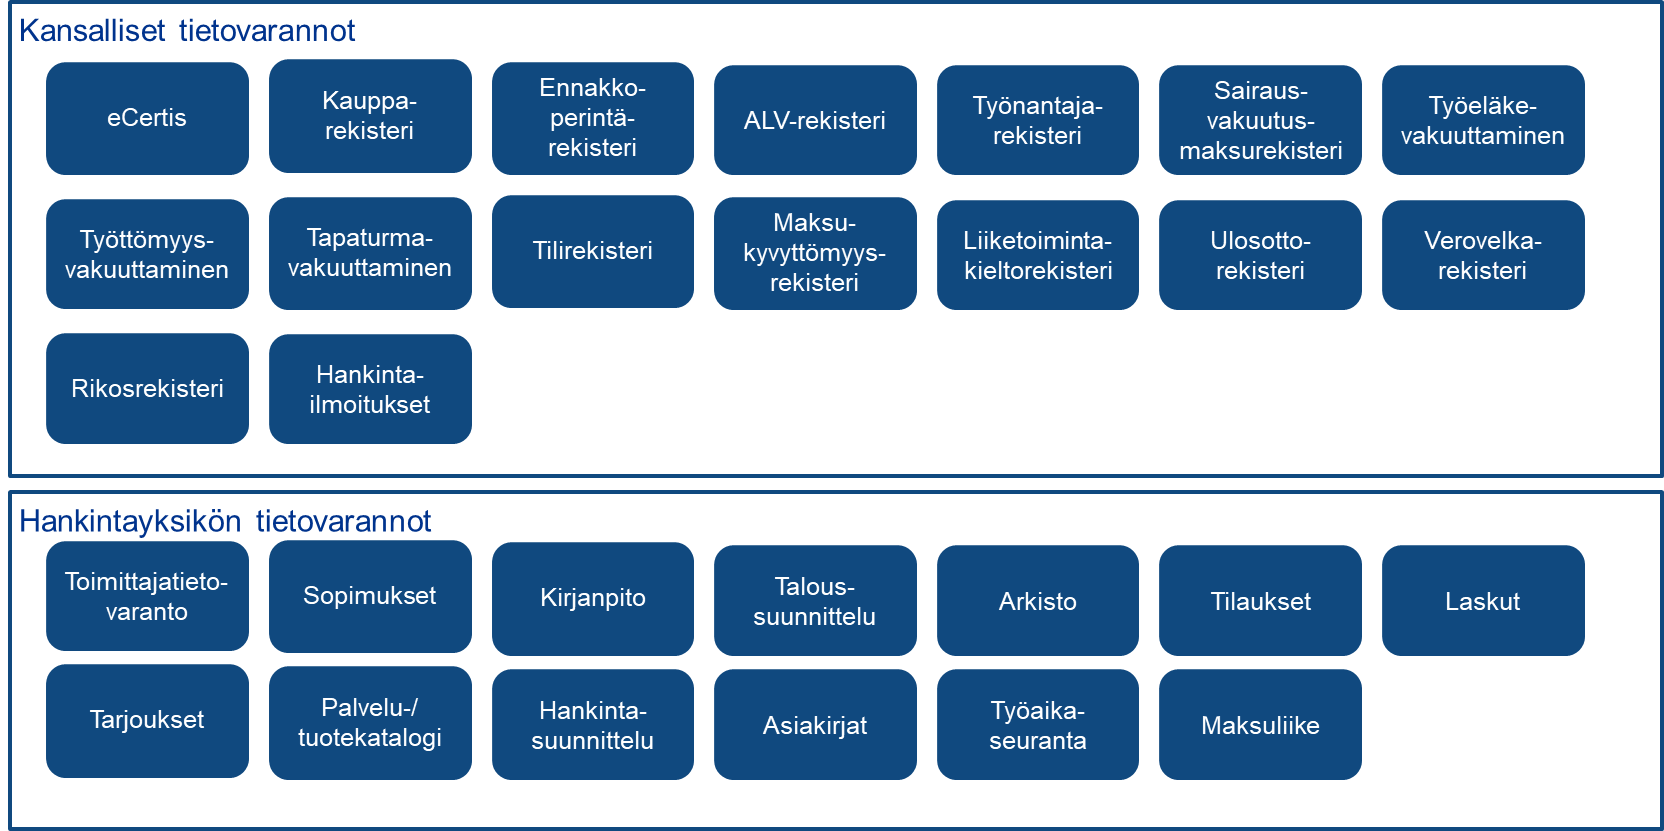 Kansalliset tietovarannot
eCertis
Kauppa-
rekisteri
Ennakko-
perintä-
rekisteri
ALV-rekisteri
Työnantaja-
rekisteri
Sairaus-
vakuutus-
maksurekisteri
Työeläke-
vakuuttaminen
Työttömyys-
vakuuttaminen
Tapaturma-
vakuuttaminen
Tilirekisteri
Maksu-
kyvyttömyys-
rekisteri
Liiketoiminta-
kieltorekisteri
Ulosotto-
rekisteri
Verovelka-
rekisteri
Rikosrekisteri
Hankinta-
ilmoitukset
Hankintayksikön tietovarannot
Toimittajatieto-
varanto
Sopimukset
Kirjanpito
Talous-
suunnittelu
Arkisto
Tilaukset
Laskut
Tarjoukset
Palvelu-/
tuotekatalogi
Hankinta-
suunnittelu
Asiakirjat
Työaika-
seuranta
Maksuliike